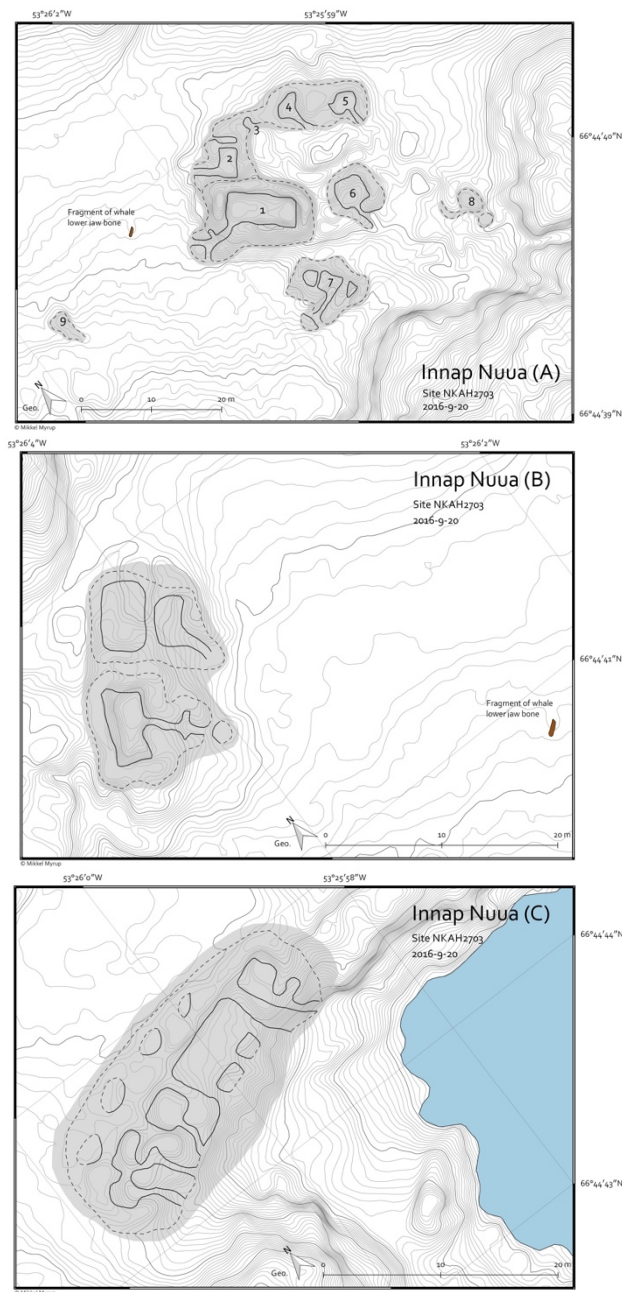 53°26'2"W
53°25'59"W
4
5
3
66°44'40"N
2
6
8
1
Fragment of whale
lower jaw bone
7
9
Innap Nuua (A)
N
Site NKAH2703
Geo.
0
10
20 m
2016-9-20
© Mikkel Myrup
66°44'39"N
53°26'4"W
53°26'2"W
Innap Nuua (B)
Site NKAH2703
2016-9-20
66°44'41"N
Fragment of whale
lower jaw bone
N
Geo.
0
10
20 m
© Mikkel Myrup
53°26'0"W
53°25'58"W
Innap Nuua (C)
Site NKAH2703
2016-9-20
66°44'44"N
66°44'43"N
N
Geo.
0
10
20 m
© Mikkel Myrup